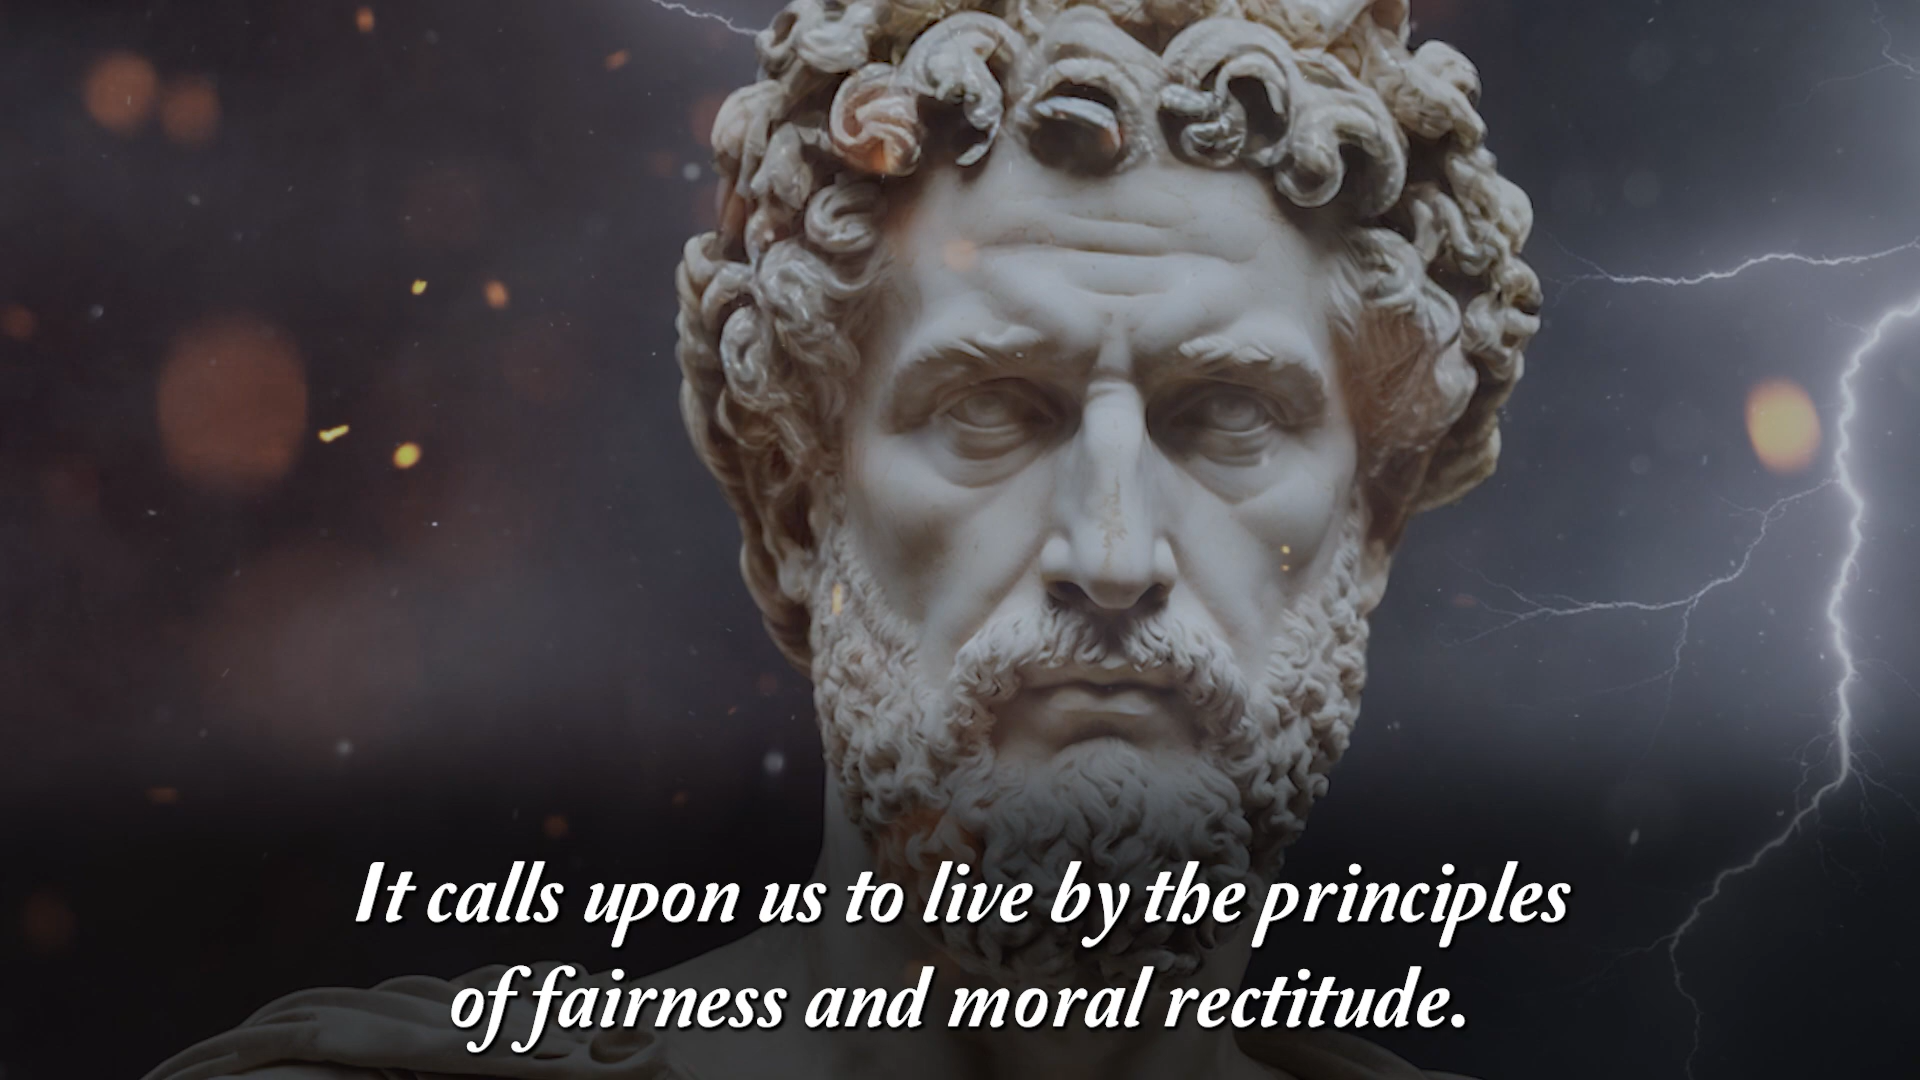 It calls upon us to live by the principles
of fairness and moral rectitude.